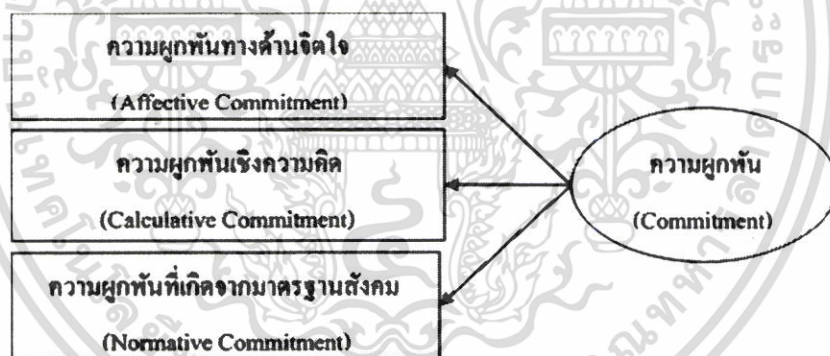 ความผูกพันทางด้านจิตใจ
(Affective Commitment)
ความผูกพันเชิงความคิด
(Calculative Commitment)
ความผูกพันที่เกิดจากมาตรฐานสังคม
(Normative Commitment)
ความผูกพัน
(Commitment)